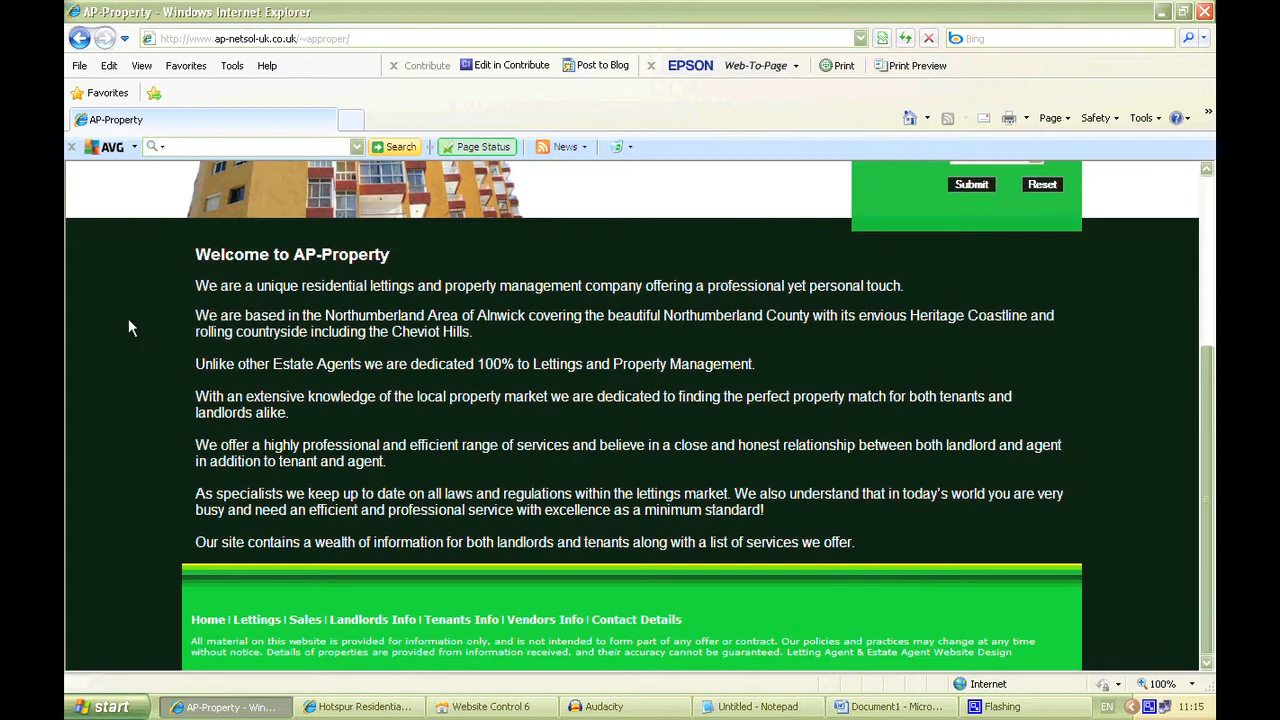 AP-Property - Windows Internet Explorer
http://www.ap-netsol-uk.co.uk/~approper/
Bing
File Edit View Favorites Tools Help
Contribute Edit in Contribute Post to Blog
EPSON Web-To-Page Print Print Preview
Favorites
AP-Property
Page Safety Tools
AVG Search Page Status News
Submit Reset
Welcome to AP-Property
We are a unique residential lettings and property management company offering a professional yet personal touch.
We are based in the Northumberland Area of Alnwick covering the beautiful Northumberland County with its envious Heritage Coastline and
rolling countryside including the Cheviot Hills.
Unlike other Estate Agents we are dedicated 100% to Lettings and Property Management.
With an extensive knowledge of the local property market we are dedicated to finding the perfect property match for both tenants and
landlords alike.
We offer a highly professional and efficient range of services and believe in a close and honest relationship between both landlord and agent
in addition to tenant and agent.
As specialists we keep up to date on all laws and regulations within the lettings market. We also understand that in today's world you are very
busy and need an efficient and professional service with excellence as a minimum standard!
Our site contains a wealth of information for both landlords and tenants along with a list of services we offer.
Home | Lettings | Sales | Landlords Info | Tenants Info | Vendors Info | Contact Details
All material on this website is provided for information only, and is not intended to form part of any offer or contract. Our policies and practices may change at any time
without notice. Details of properties are provided from information received, and their accuracy cannot be guaranteed. Letting Agent & Estate Agent Website Design
Internet 100%
start AP-Property - Win... Hotspur Residentia... Website Control 6 Audacity Untitled - Notepad Document1 - Micro... Flashing EN 11:15